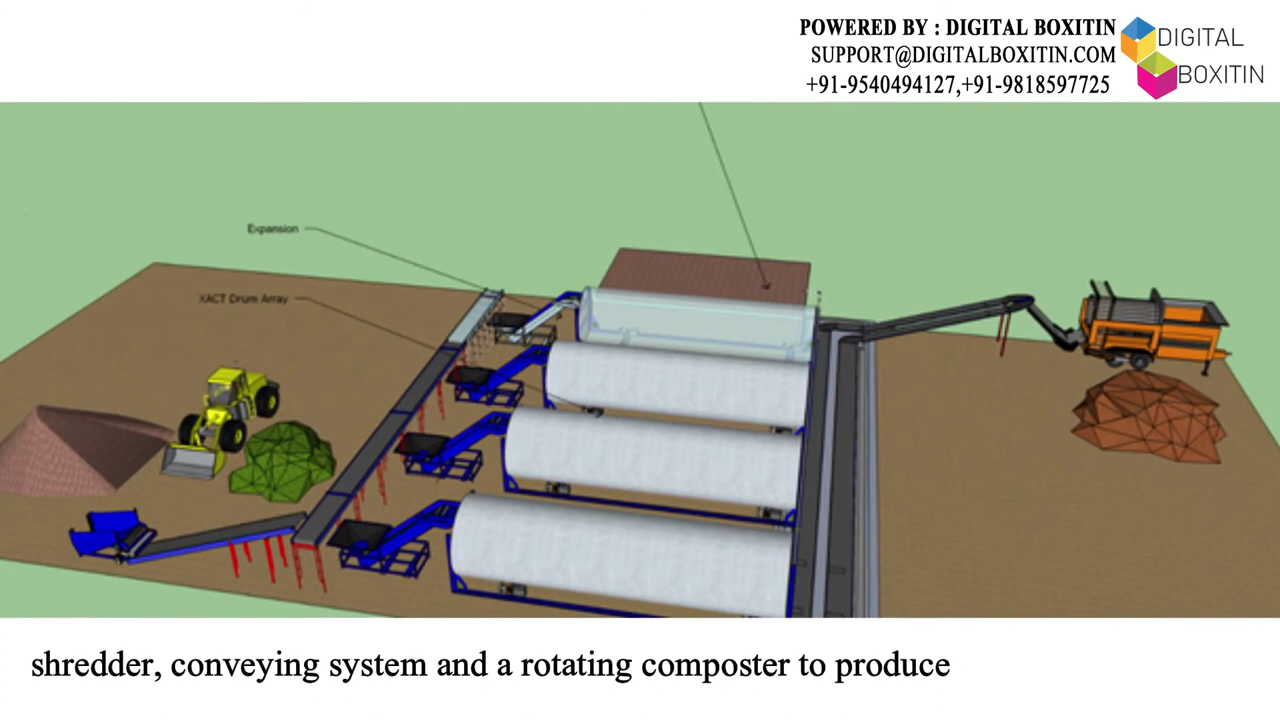 POWERED BY : DIGITAL BOXITIN
SUPPORT@DIGITALBOXITIN.COM
+91-9540494127,+91-9818597725
DIGITAL
BOXITIN
Expansion
XACT Drum Array
shredder, conveying system and a rotating composter to produce